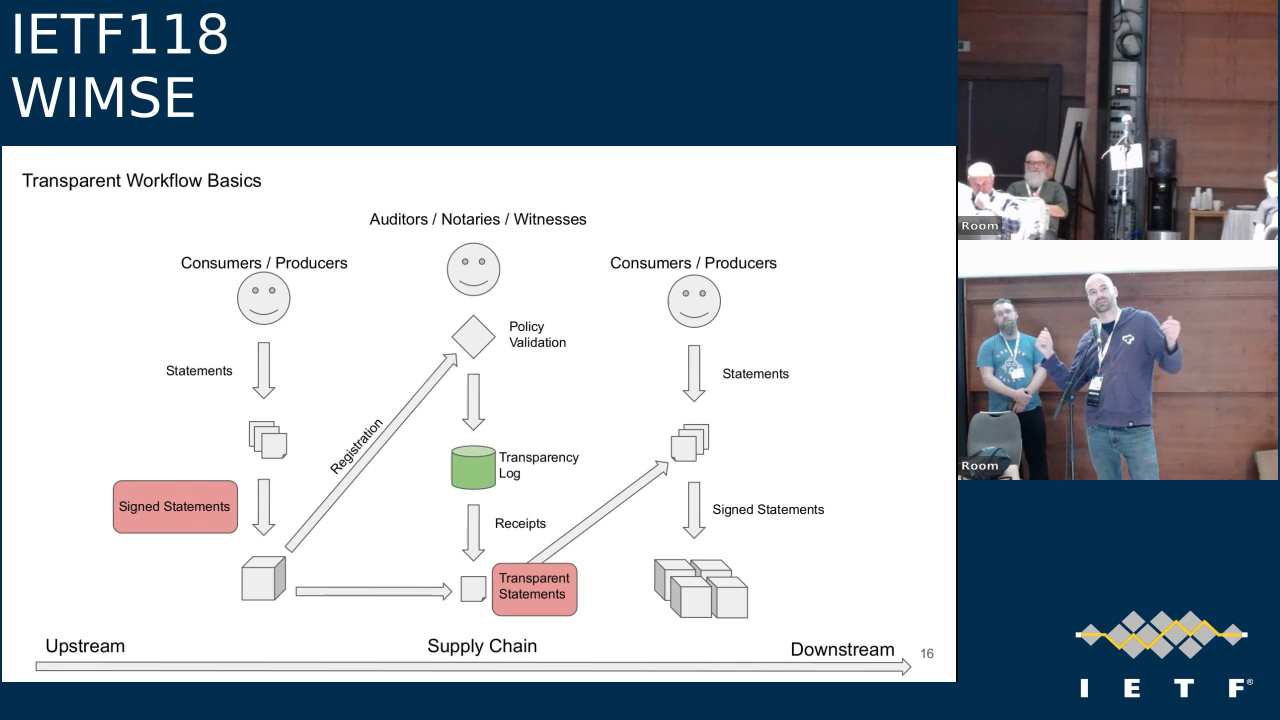 IETF118
WIMSE
Transparent Workflow Basics
Auditors / Notaries / Witnesses
Consumers / Producers
Consumers / Producers
Policy
Validation
Statements
Statements
Registration
Transparency
Log
Signed Statements
Signed Statements
Receipts
Transparent
Statements
Upstream
Supply Chain
Downstream
16
Room
Room
I E T F®